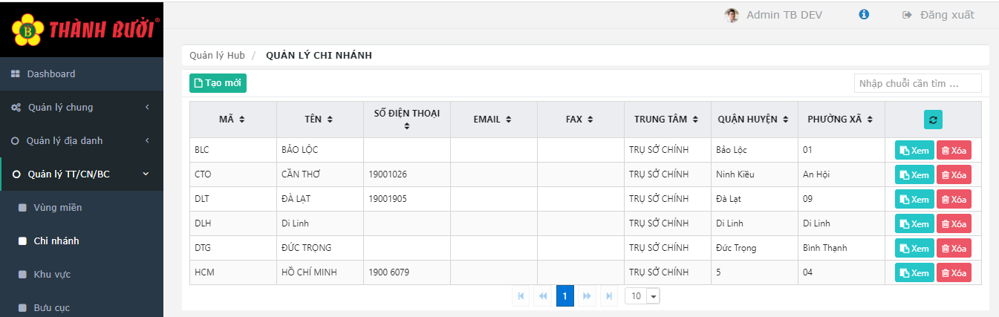 THÀNH BƯỞI®
B
Admin TB DEV
Đăng xuất
Dashboard
Quản lý chung
Quản lý địa danh
Quản lý TT/CN/BC
Vùng miền
Chi nhánh
Khu vực
Bưu cục
Quản lý Hub / QUẢN LÝ CHI NHÁNH
Tạo mới
Nhập chuỗi cần tìm ...
MÃ TÊN SỐ ĐIỆN THOẠI EMAIL FAX TRUNG TÂM QUẬN HUYỆN PHƯỜNG XÃ
BLC BẢO LỘC TRỤ SỞ CHÍNH Bảo Lộc 01 Xem Xóa
CTO CẦN THƠ 19001026 TRỤ SỞ CHÍNH Ninh Kiều An Hội Xem Xóa
DLT ĐÀ LẠT 19001905 TRỤ SỞ CHÍNH Đà Lạt 09 Xem Xóa
DLH Di Linh TRỤ SỞ CHÍNH Di Linh Di Linh Xem Xóa
DTG ĐỨC TRỌNG TRỤ SỞ CHÍNH Đức Trọng Bình Thạnh Xem Xóa
HCM HỒ CHÍ MINH 1900 6079 TRỤ SỞ CHÍNH 5 04 Xem Xóa
1 10